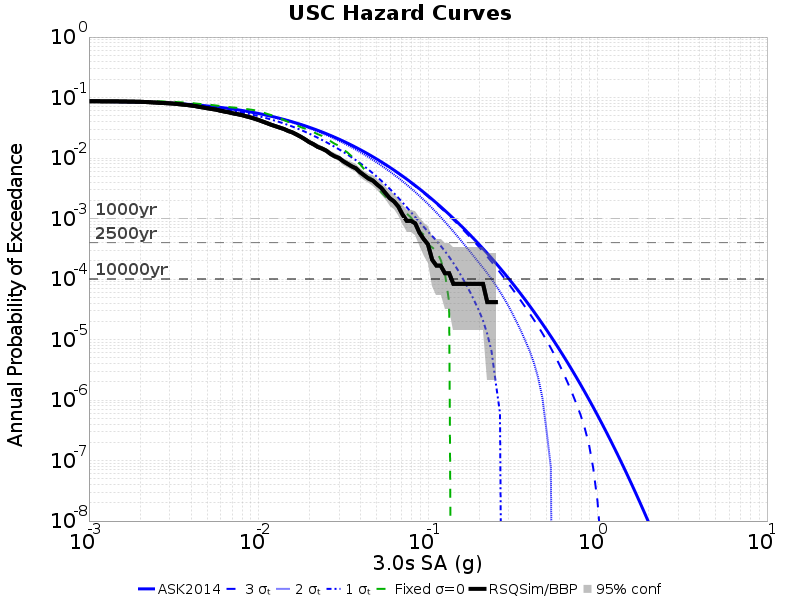 USC Hazard Curves
Annual Probability of Exceedance
10^0
10^-1
10^-2
10^-3
10^-4
10^-5
10^-6
10^-7
10^-8
1000yr
2500yr
10000yr
10^-3 10^-2 10^-1 10^0 10^1
3.0s SA (g)
ASK2014 3 σₜ 2 σₜ 1 σₜ Fixed σ=0 RSQSim/BBP 95% conf